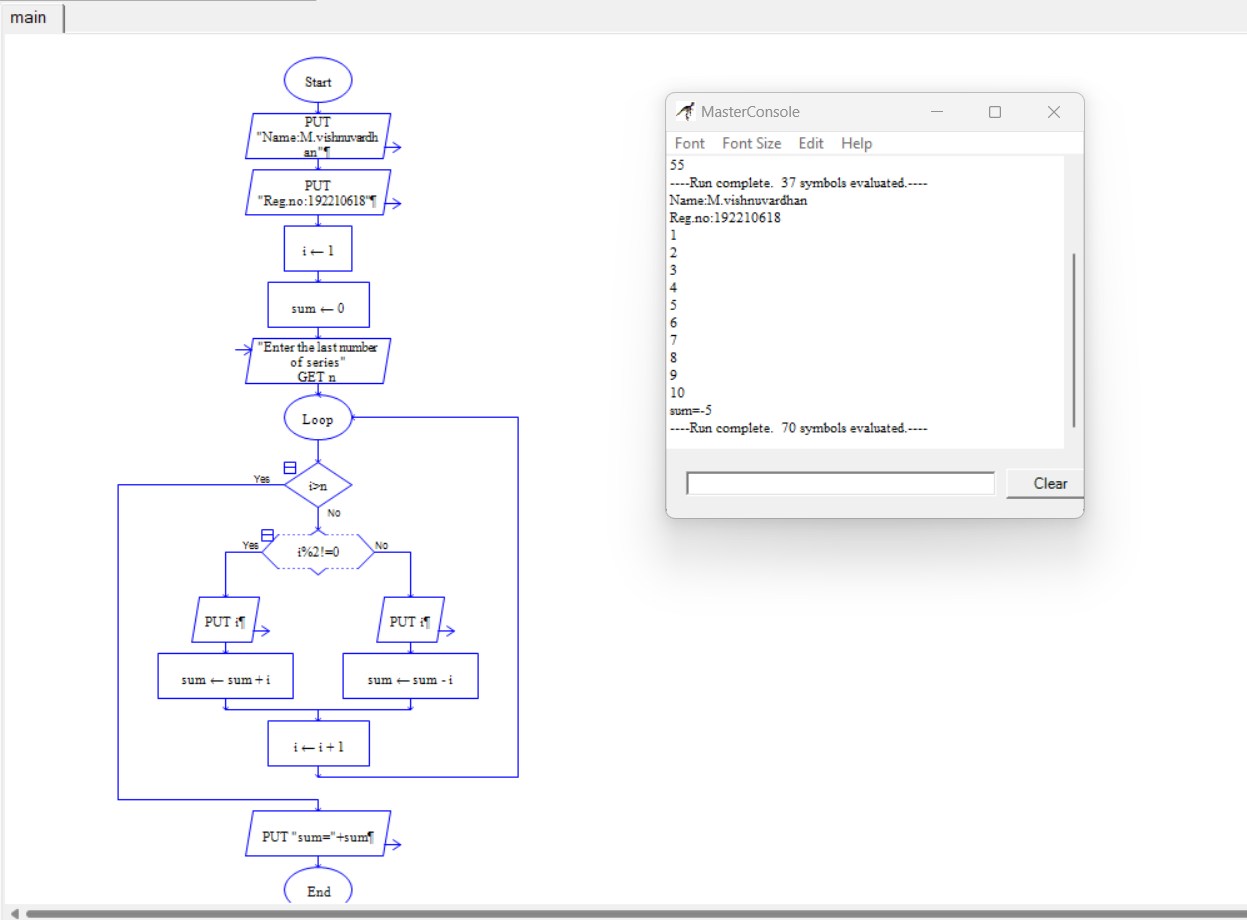 main
Start
PUT
"Name:M.vishnuvardh
an"¶
PUT
"Reg.no:192210618"¶
i ← 1
sum ← 0
"Enter the last number
of series"
GET n
Loop
Yes
i>n
No
Yes
i%2!=0
No
PUT i¶
PUT i¶
sum ← sum + i
sum ← sum - i
i ← i + 1
PUT "sum="+sum¶
End
MasterConsole
Font Font Size Edit Help
55
----Run complete.  37 symbols evaluated.----
Name:M.vishnuvardhan
Reg.no:192210618
1
2
3
4
5
6
7
8
9
10
sum=-5
----Run complete.  70 symbols evaluated.----
Clear